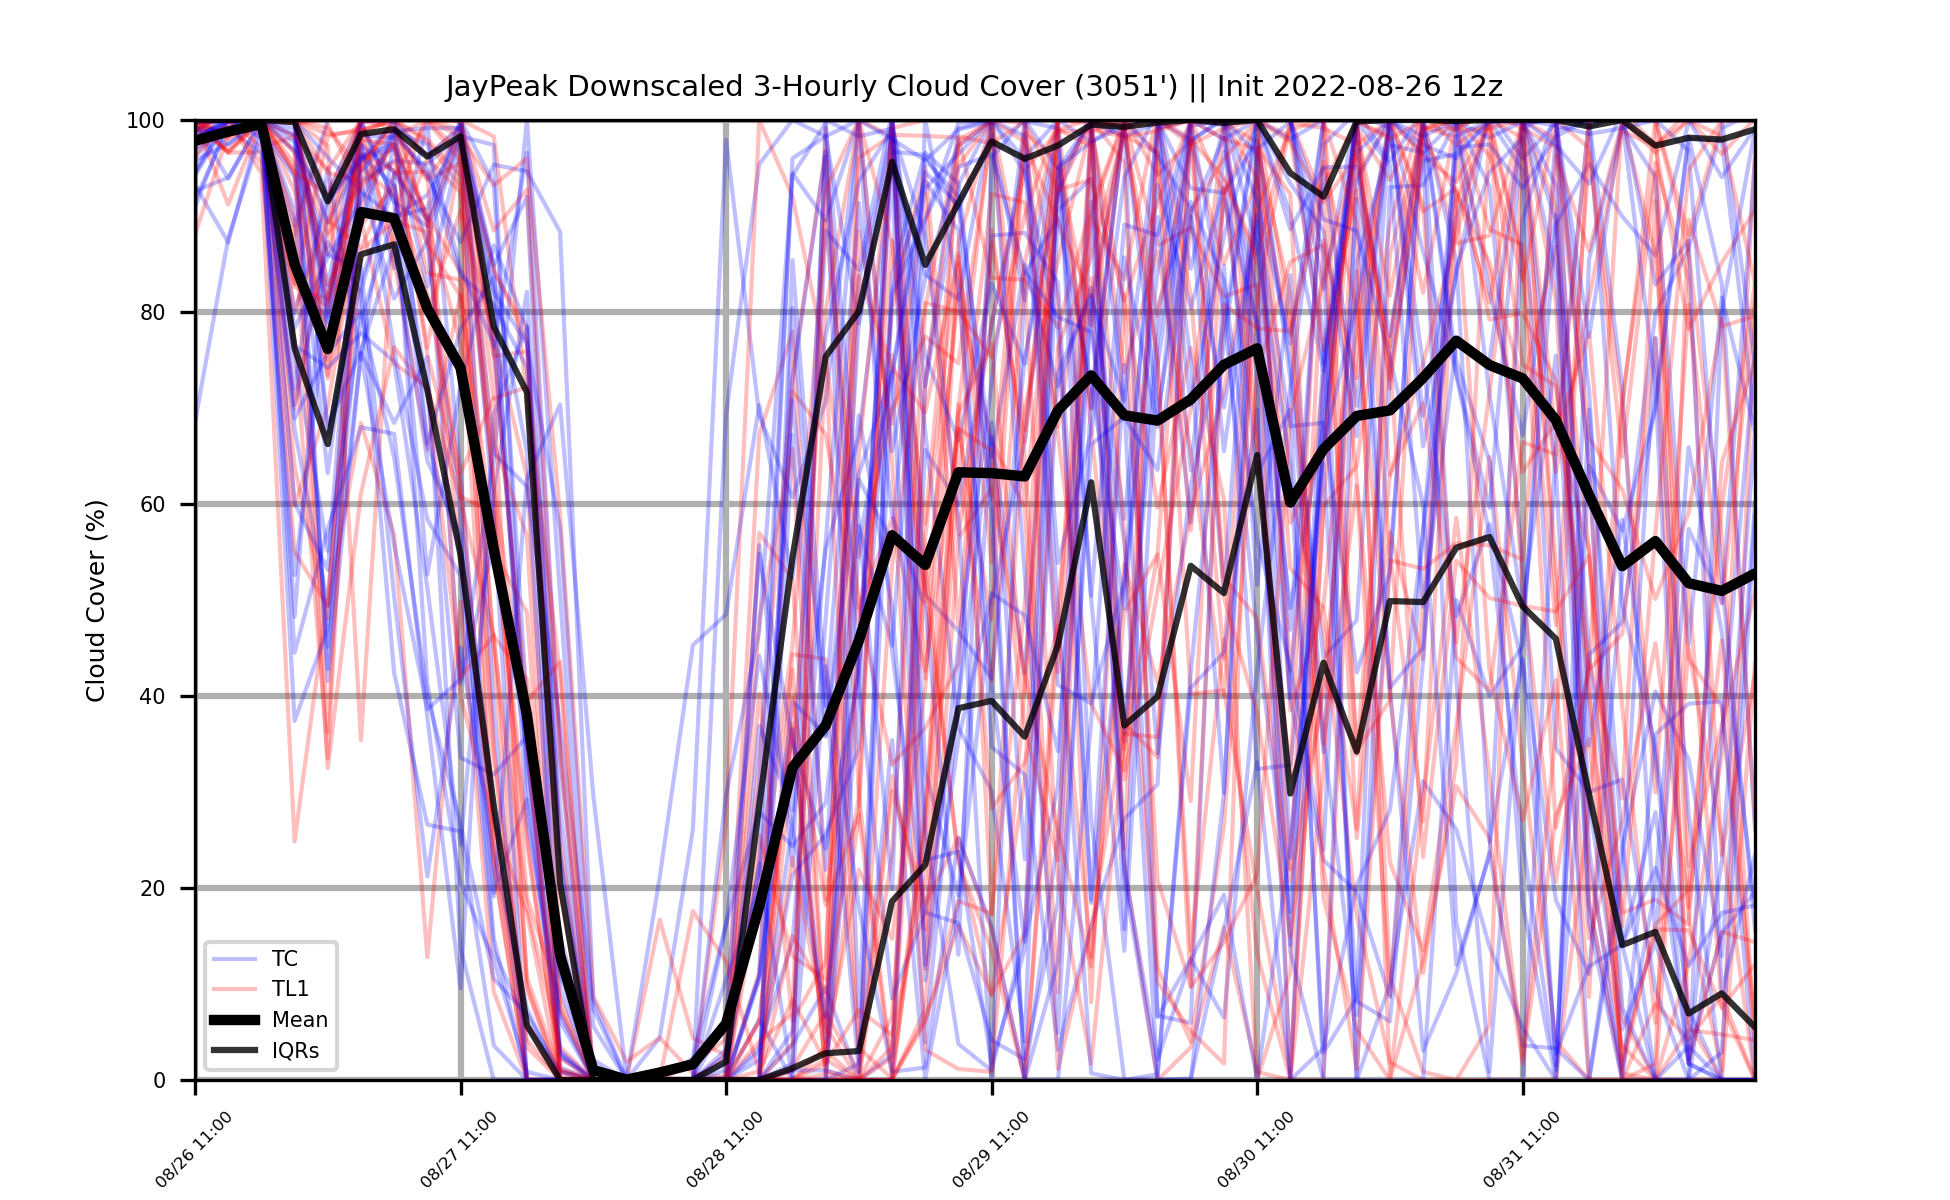 JayPeak Downscaled 3-Hourly Cloud Cover (3051') || Init 2022-08-26 12z
Cloud Cover (%)
100
80
60
40
20
0
TC
TL1
Mean
IQRs
08/26 11:00
08/27 11:00
08/28 11:00
08/29 11:00
08/30 11:00
08/31 11:00